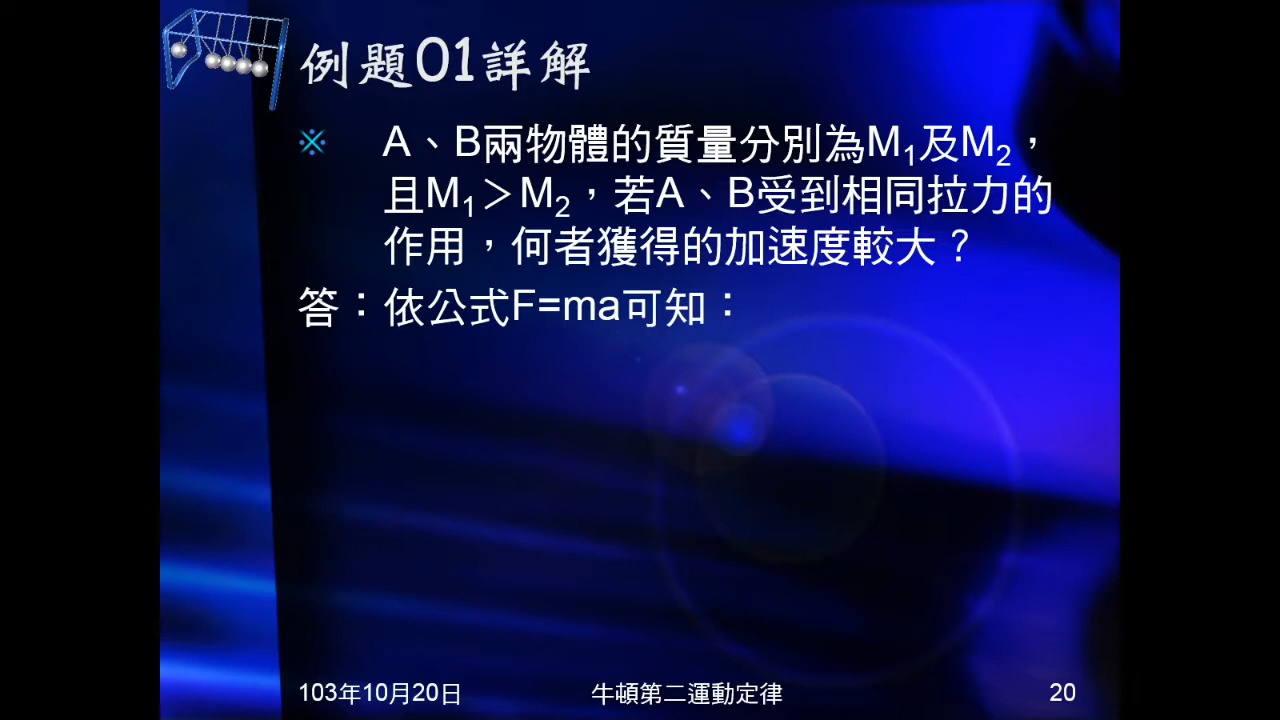 例題01詳解
※ A、B兩物體的質量分別為M₁及M₂，
且M₁＞M₂，若A、B受到相同拉力的
作用，何者獲得的加速度較大？
答：依公式F=ma可知：
103年10月20日 牛頓第二運動定律 20